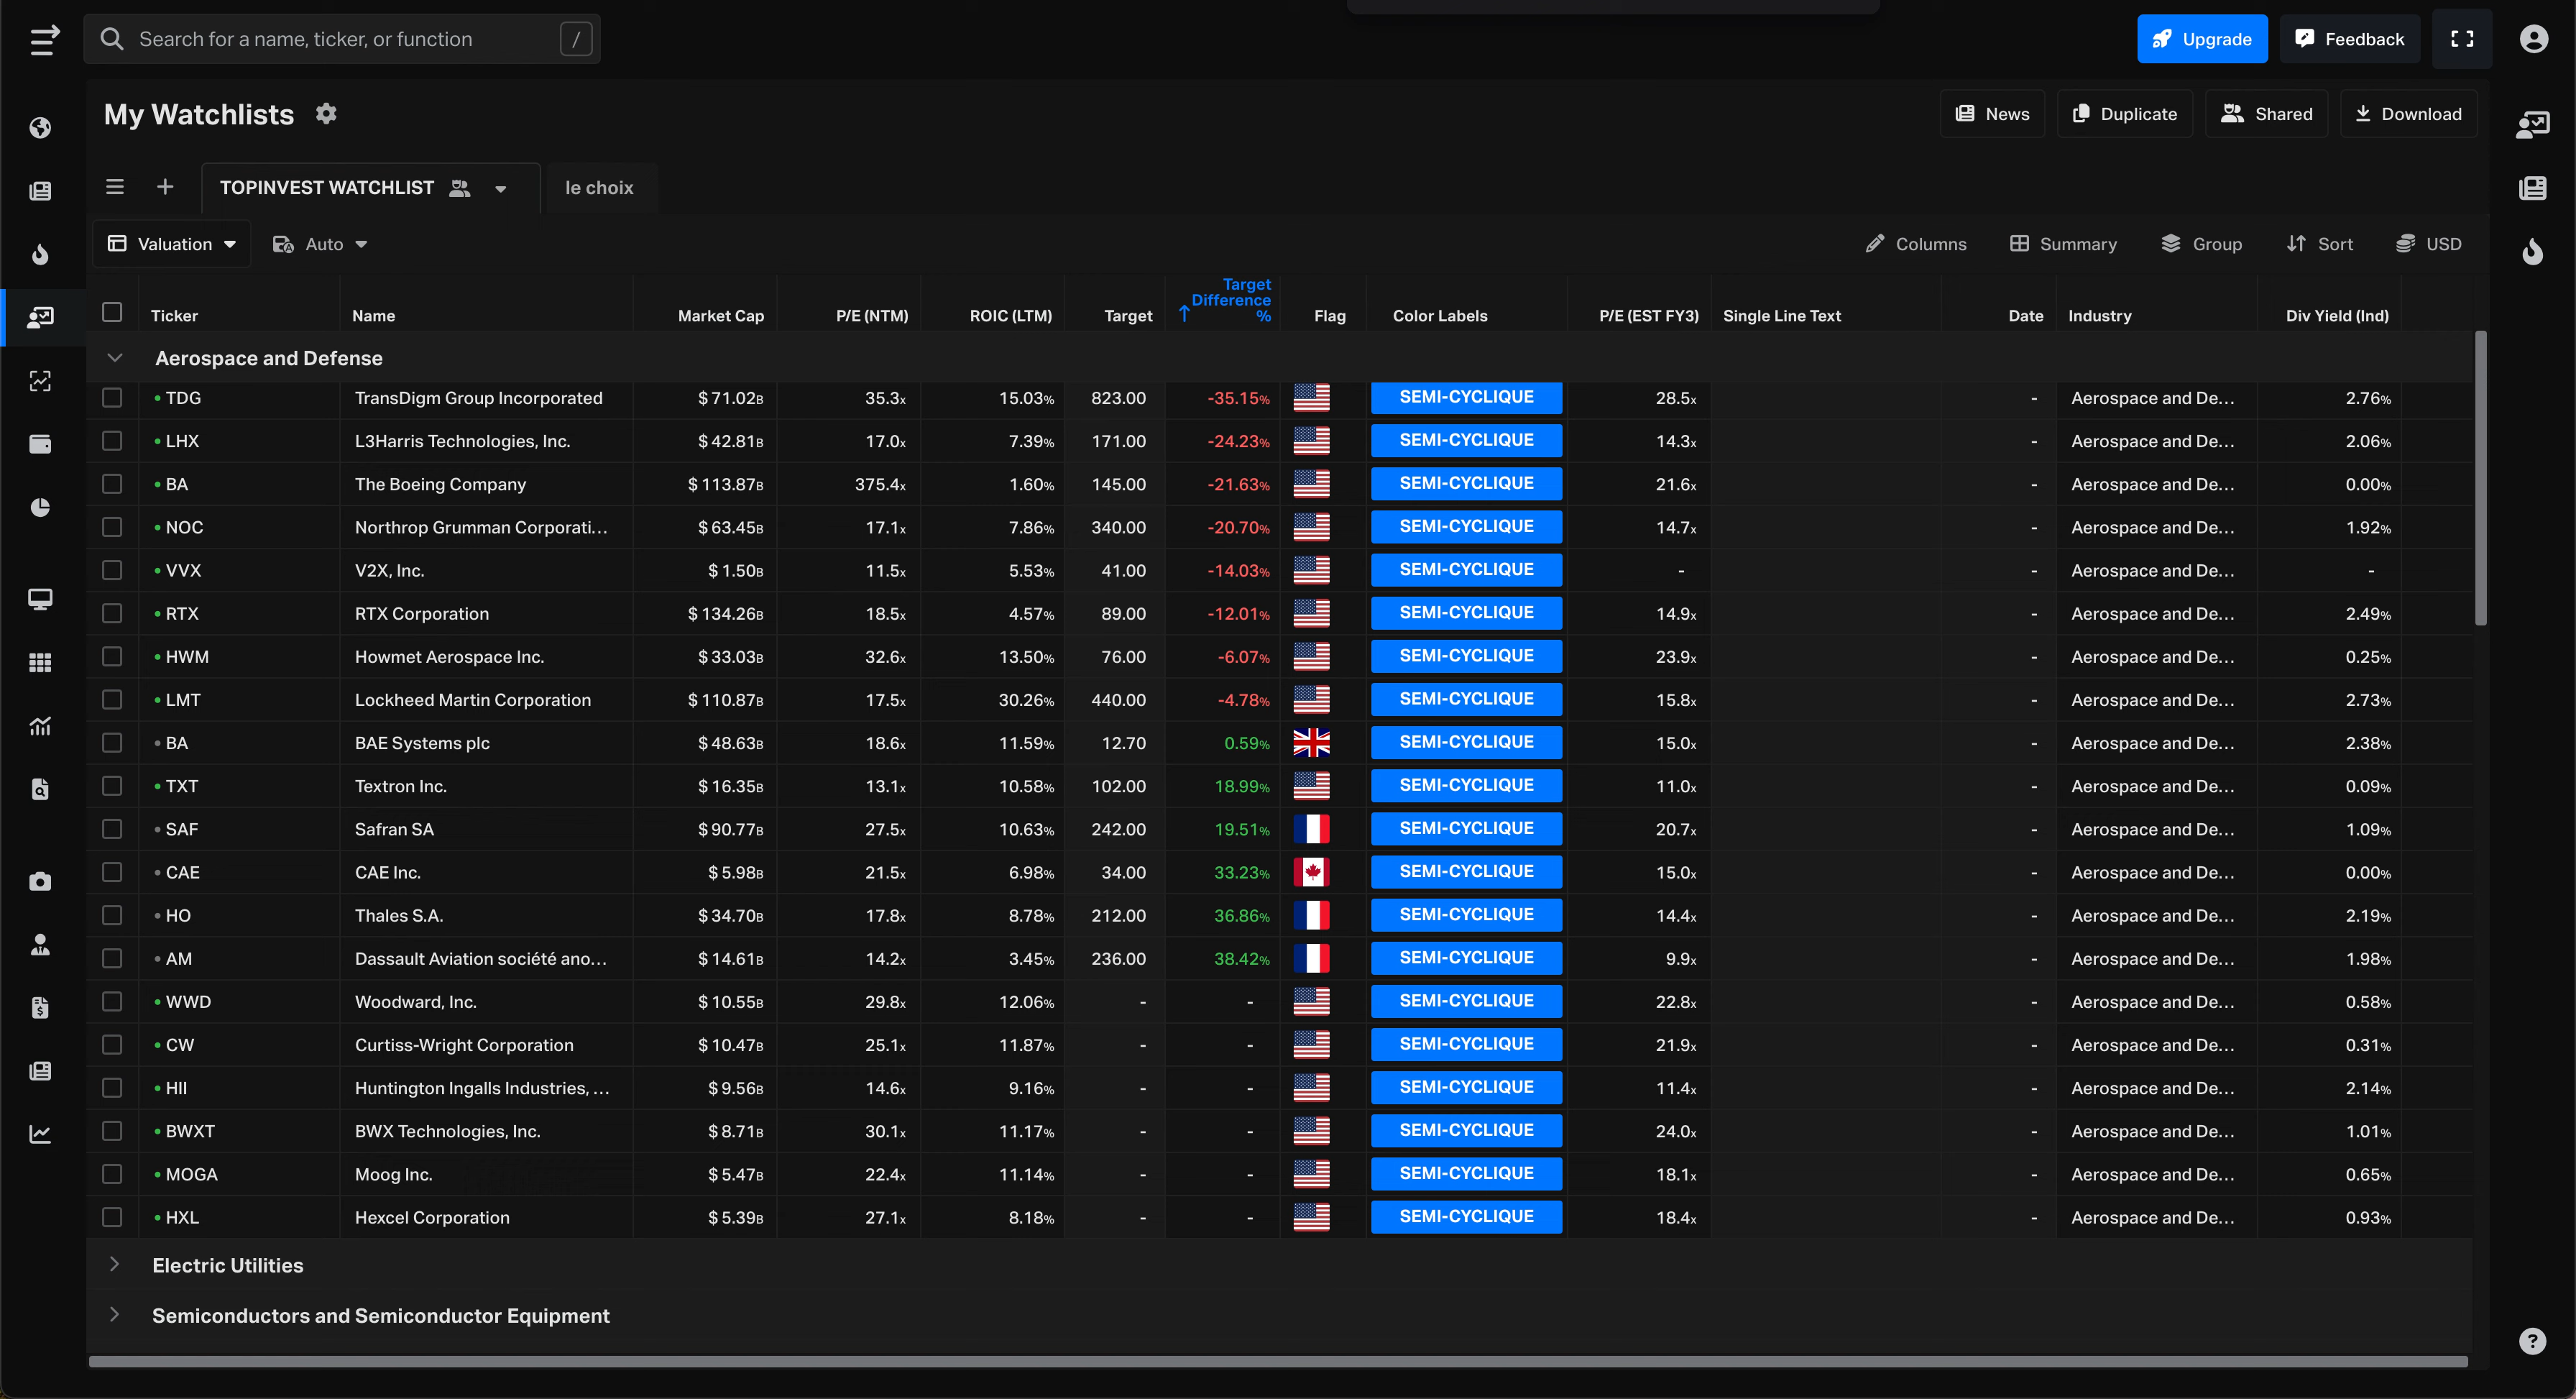 Search for a name, ticker, or function /
Upgrade Feedback
My Watchlists
News Duplicate Shared Download
TOPINVEST WATCHLIST le choix
Valuation Auto Columns Summary Group Sort USD
Ticker Name Market Cap P/E (NTM) ROIC (LTM) Target Target Difference % Flag Color Labels P/E (EST FY3) Single Line Text Date Industry Div Yield (Ind)
Aerospace and Defense
TDG TransDigm Group Incorporated $ 71.02B 35.3x 15.03% 823.00 -35.15% SEMI-CYCLIQUE 28.5x - Aerospace and De... 2.76%
LHX L3Harris Technologies, Inc. $ 42.81B 17.0x 7.39% 171.00 -24.23% SEMI-CYCLIQUE 14.3x - Aerospace and De... 2.06%
BA The Boeing Company $ 113.87B 375.4x 1.60% 145.00 -21.63% SEMI-CYCLIQUE 21.6x - Aerospace and De... 0.00%
NOC Northrop Grumman Corporati... $ 63.45B 17.1x 7.86% 340.00 -20.70% SEMI-CYCLIQUE 14.7x - Aerospace and De... 1.92%
VVX V2X, Inc. $ 1.50B 11.5x 5.53% 41.00 -14.03% SEMI-CYCLIQUE - - Aerospace and De... -
RTX RTX Corporation $ 134.26B 18.5x 4.57% 89.00 -12.01% SEMI-CYCLIQUE 14.9x - Aerospace and De... 2.49%
HWM Howmet Aerospace Inc. $ 33.03B 32.6x 13.50% 76.00 -6.07% SEMI-CYCLIQUE 23.9x - Aerospace and De... 0.25%
LMT Lockheed Martin Corporation $ 110.87B 17.5x 30.26% 440.00 -4.78% SEMI-CYCLIQUE 15.8x - Aerospace and De... 2.73%
BA BAE Systems plc $ 48.63B 18.6x 11.59% 12.70 0.59% SEMI-CYCLIQUE 15.0x - Aerospace and De... 2.38%
TXT Textron Inc. $ 16.35B 13.1x 10.58% 102.00 18.99% SEMI-CYCLIQUE 11.0x - Aerospace and De... 0.09%
SAF Safran SA $ 90.77B 27.5x 10.63% 242.00 19.51% SEMI-CYCLIQUE 20.7x - Aerospace and De... 1.09%
CAE CAE Inc. $ 5.98B 21.5x 6.98% 34.00 33.23% SEMI-CYCLIQUE 15.0x - Aerospace and De... 0.00%
HO Thales S.A. $ 34.70B 17.8x 8.78% 212.00 36.86% SEMI-CYCLIQUE 14.4x - Aerospace and De... 2.19%
AM Dassault Aviation société ano... $ 14.61B 14.2x 3.45% 236.00 38.42% SEMI-CYCLIQUE 9.9x - Aerospace and De... 1.98%
WWD Woodward, Inc. $ 10.55B 29.8x 12.06% - - SEMI-CYCLIQUE 22.8x - Aerospace and De... 0.58%
CW Curtiss-Wright Corporation $ 10.47B 25.1x 11.87% - - SEMI-CYCLIQUE 21.9x - Aerospace and De... 0.31%
HII Huntington Ingalls Industries, ... $ 9.56B 14.6x 9.16% - - SEMI-CYCLIQUE 11.4x - Aerospace and De... 2.14%
BWXT BWX Technologies, Inc. $ 8.71B 30.1x 11.17% - - SEMI-CYCLIQUE 24.0x - Aerospace and De... 1.01%
MOGA Moog Inc. $ 5.47B 22.4x 11.14% - - SEMI-CYCLIQUE 18.1x - Aerospace and De... 0.65%
HXL Hexcel Corporation $ 5.39B 27.1x 8.18% - - SEMI-CYCLIQUE 18.4x - Aerospace and De... 0.93%
Electric Utilities
Semiconductors and Semiconductor Equipment